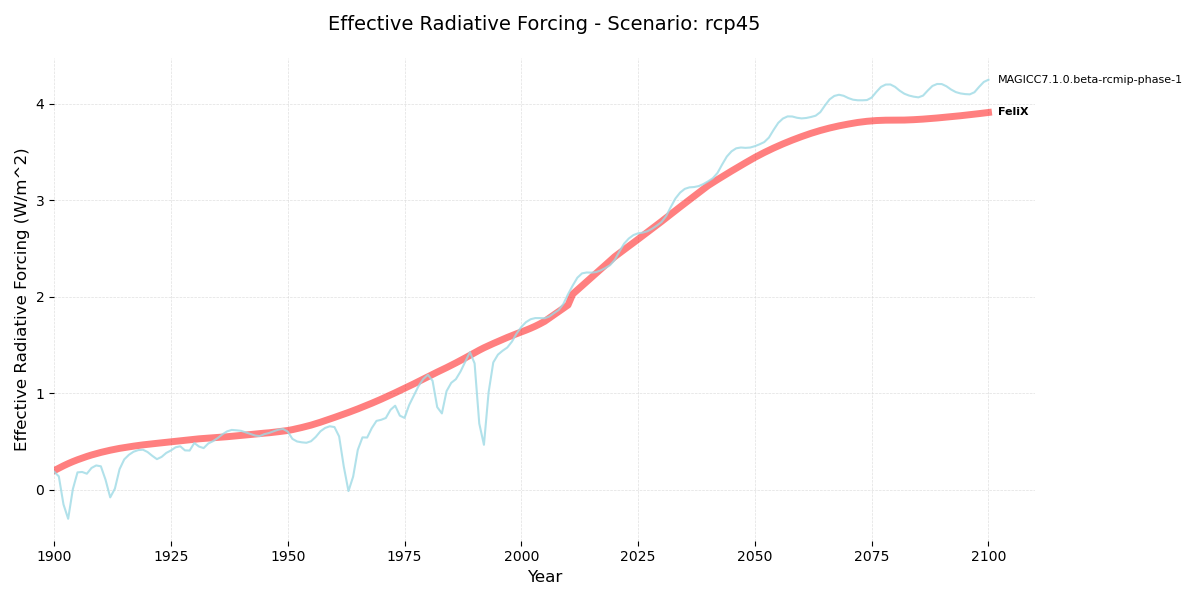 Effective Radiative Forcing - Scenario: rcp45
MAGICC7.1.0.beta-rcmip-phase-1
FeliX
Effective Radiative Forcing (W/m^2)
4
3
2
1
0
1900 1925 1950 1975 2000 2025 2050 2075 2100
Year